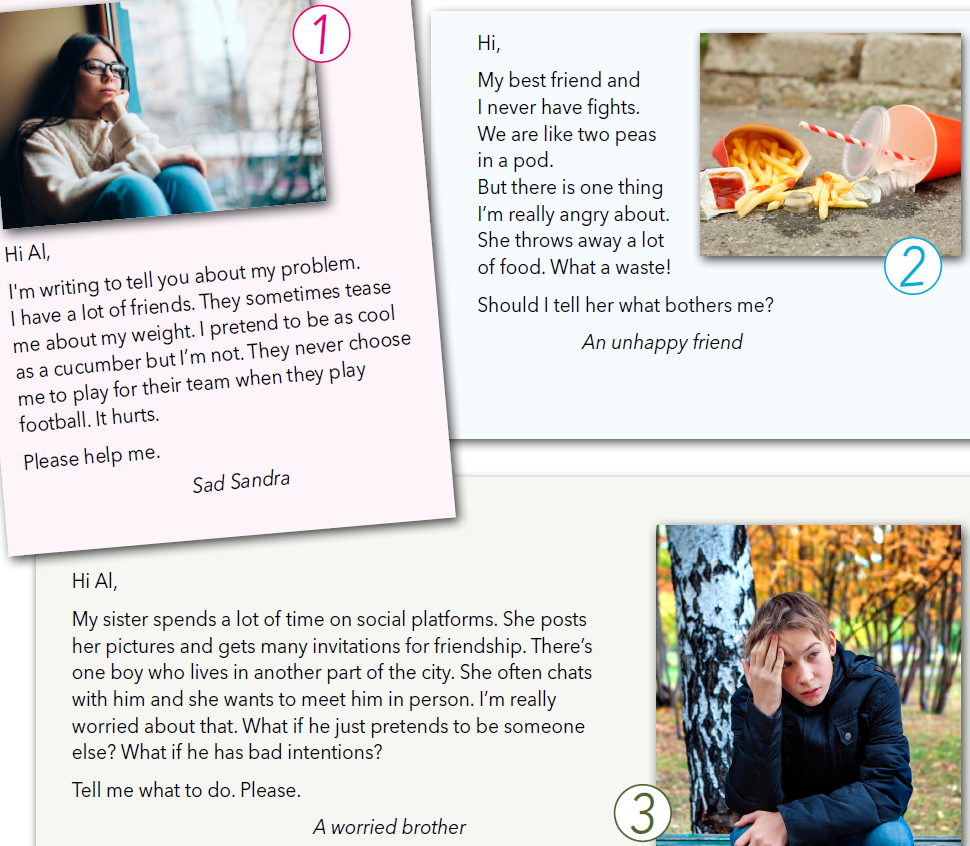 1
Hi Al,
I'm writing to tell you about my problem.
I have a lot of friends. They sometimes tease
me about my weight. I pretend to be as cool
as a cucumber but I'm not. They never choose
me to play for their team when they play
football. It hurts.
Please help me.
Sad Sandra
Hi,
My best friend and
I never have fights.
We are like two peas
in a pod.
But there is one thing
I'm really angry about.
She throws away a lot
of food. What a waste!
2
Should I tell her what bothers me?
An unhappy friend
Hi Al,
My sister spends a lot of time on social platforms. She posts
her pictures and gets many invitations for friendship. There's
one boy who lives in another part of the city. She often chats
with him and she wants to meet him in person. I'm really
worried about that. What if he just pretends to be someone
else? What if he has bad intentions?
Tell me what to do. Please.
A worried brother
3